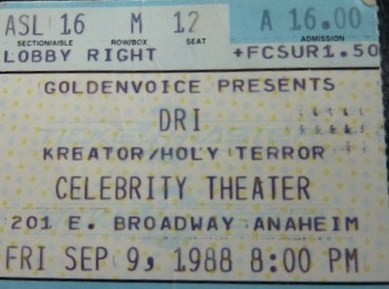 ASL 16 M 12 A 16.00
SECTION/AISLE ROW/BOX SEAT ADMISSION
LOBBY RIGHT +FCSUR1.50
GOLDENVOICE PRESENTS
DRI
KREATOR/HOLY TERROR
CELEBRITY THEATER
201 E. BROADWAY ANAHEIM
FRI SEP 9, 1988 8:00 PM